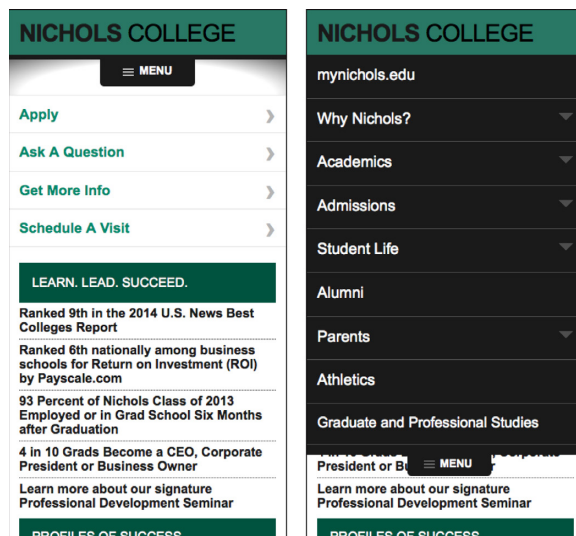 NICHOLS COLLEGE
MENU
Apply
Ask A Question
Get More Info
Schedule A Visit
LEARN. LEAD. SUCCEED.
Ranked 9th in the 2014 U.S. News Best
Colleges Report
Ranked 6th nationally among business
schools for Return on Investment (ROI)
by Payscale.com
93 Percent of Nichols Class of 2013
Employed or in Grad School Six Months
after Graduation
4 in 10 Grads Become a CEO, Corporate
President or Business Owner
Learn more about our signature
Professional Development Seminar
PROFILES OF SUCCESS
NICHOLS COLLEGE
mynichols.edu
Why Nichols?
Academics
Admissions
Student Life
Alumni
Parents
Athletics
Graduate and Professional Studies
President or
MENU
Learn more about our signature
Professional Development Seminar
PROFILES OF SUCCESS